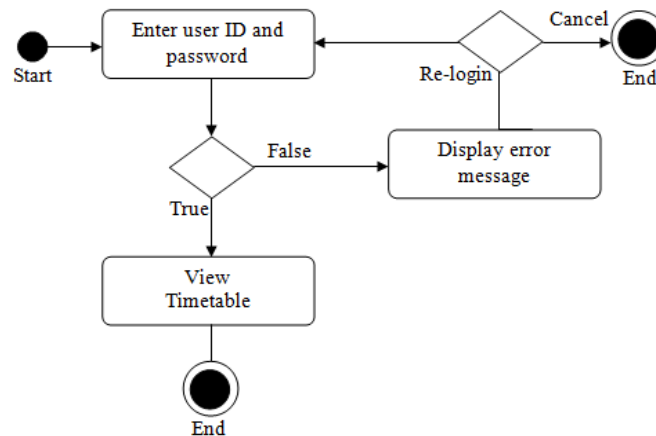 Enter user ID and
password
Cancel
Start
Re-login
End
False
Display error
message
True
View
Timetable
End